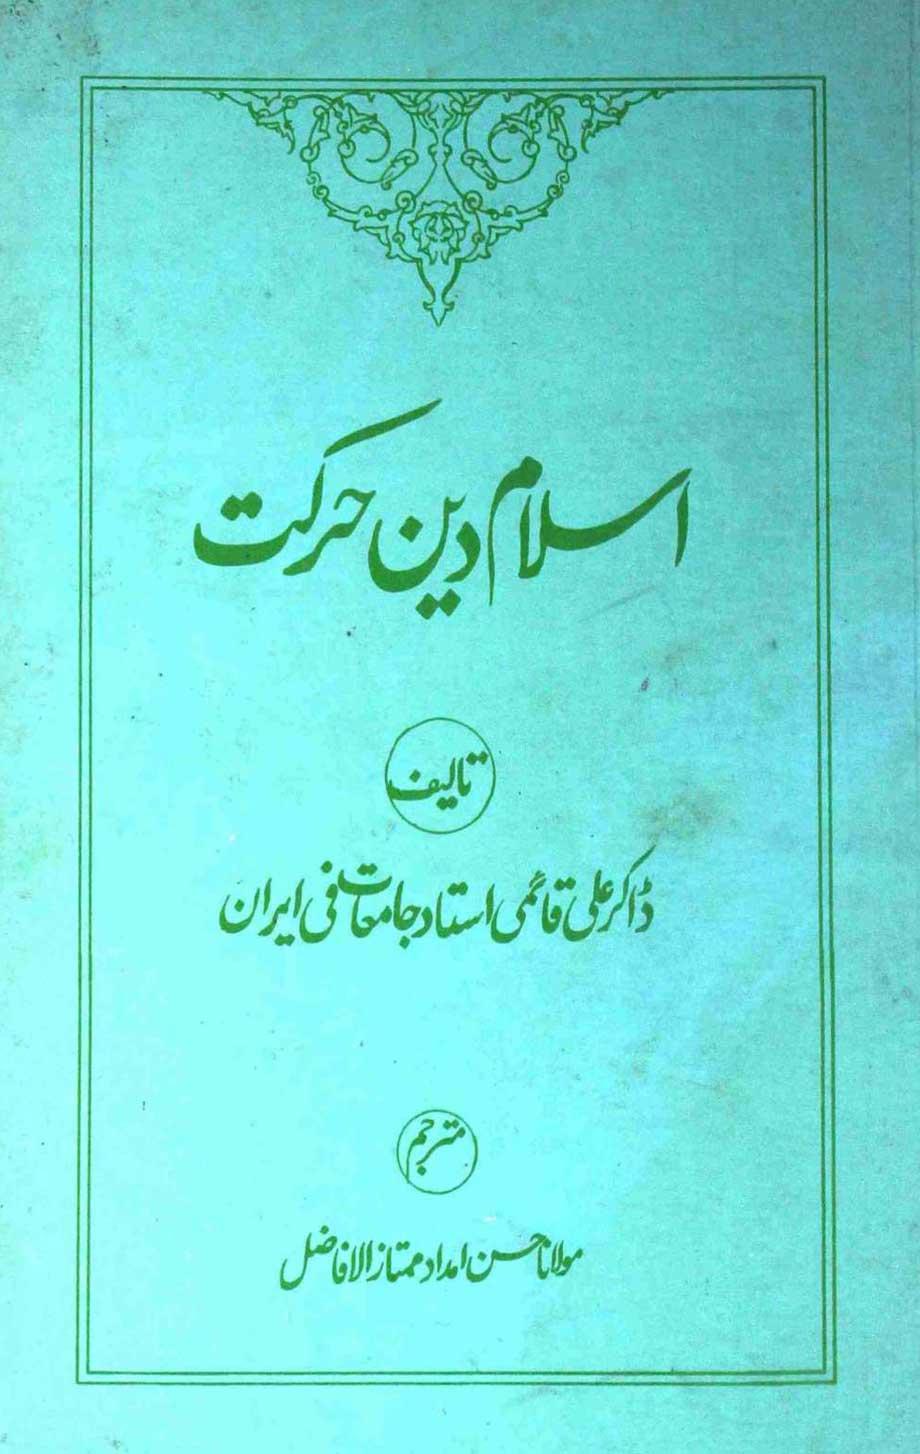 اسلام دین حرکت
تالیف
ڈاکٹر علی قائمی استاد جامعات فی ایران
مترجم
مولانا حسن امداد ممتاز الافاضل